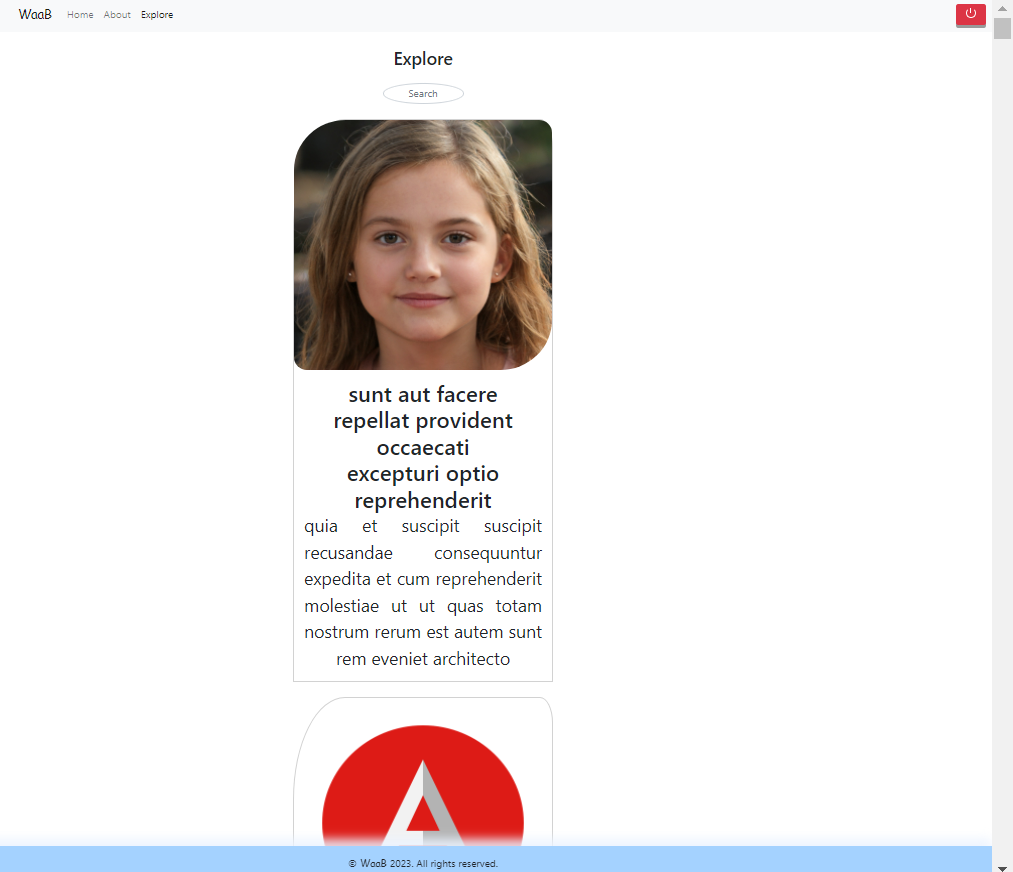 WaaB Home About Explore
Explore
Search
sunt aut facere
repellat provident
occaecati
excepturi optio
reprehenderit
quia et suscipit suscipit
recusandae consequuntur
expedita et cum reprehenderit
molestiae ut ut quas totam
nostrum rerum est autem sunt
rem eveniet architecto
© WaaB 2023. All rights reserved.